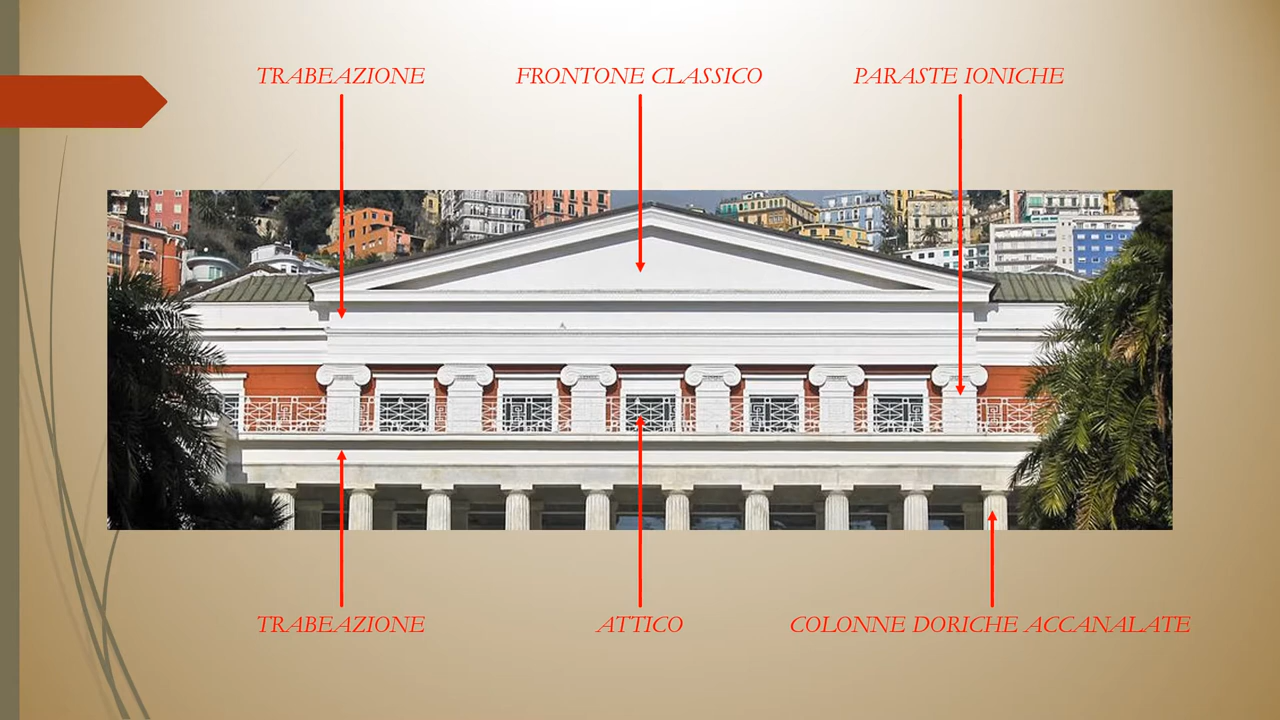 TRABEAZIONE
FRONTONE CLASSICO
PARASTE IONICHE
TRABEAZIONE
ATTICO
COLONNE DORICHE ACCANALATE